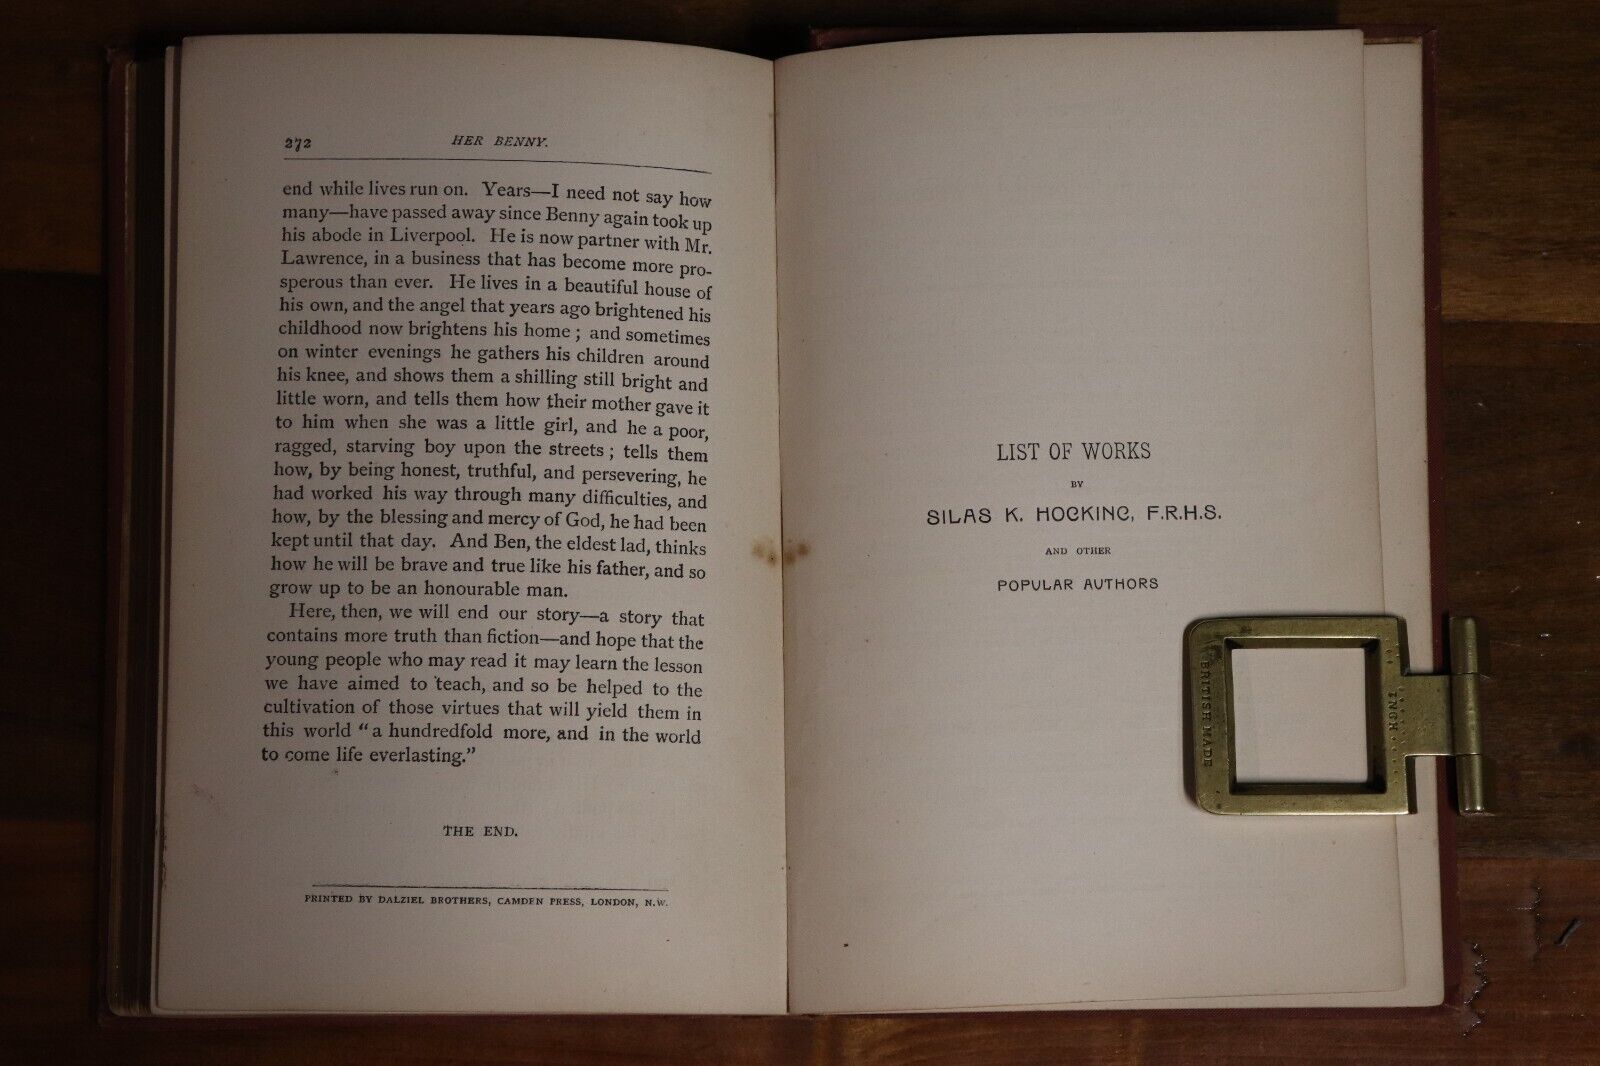 272 HER BENNY.
end while lives run on. Years—I need not say how
many—have passed away since Benny again took up
his abode in Liverpool. He is now partner with Mr.
Lawrence, in a business that has become more pro-
sperous than ever. He lives in a beautiful house of
his own, and the angel that years ago brightened his
childhood now brightens his home; and sometimes
on winter evenings he gathers his children around
his knee, and shows them a shilling still bright and
little worn, and tells them how their mother gave it
to him when she was a little girl, and he a poor,
ragged, starving boy upon the streets; tells them
how, by being honest, truthful, and persevering, he
had worked his way through many difficulties, and
how, by the blessing and mercy of God, he had been
kept until that day. And Ben, the eldest lad, thinks
how he will be brave and true like his father, and so
grow up to be an honourable man.
Here, then, we will end our story—a story that
contains more truth than fiction—and hope that the
young people who may read it may learn the lesson
we have aimed to teach, and so be helped to the
cultivation of those virtues that will yield them in
this world "a hundredfold more, and in the world
to come life everlasting."
THE END.
PRINTED BY DALZIEL BROTHERS, CAMDEN PRESS, LONDON, N.W.
LIST OF WORKS
BY
SILAS K. HOCKING, F.R.H.S.
AND OTHER
POPULAR AUTHORS
BRITISH MADE